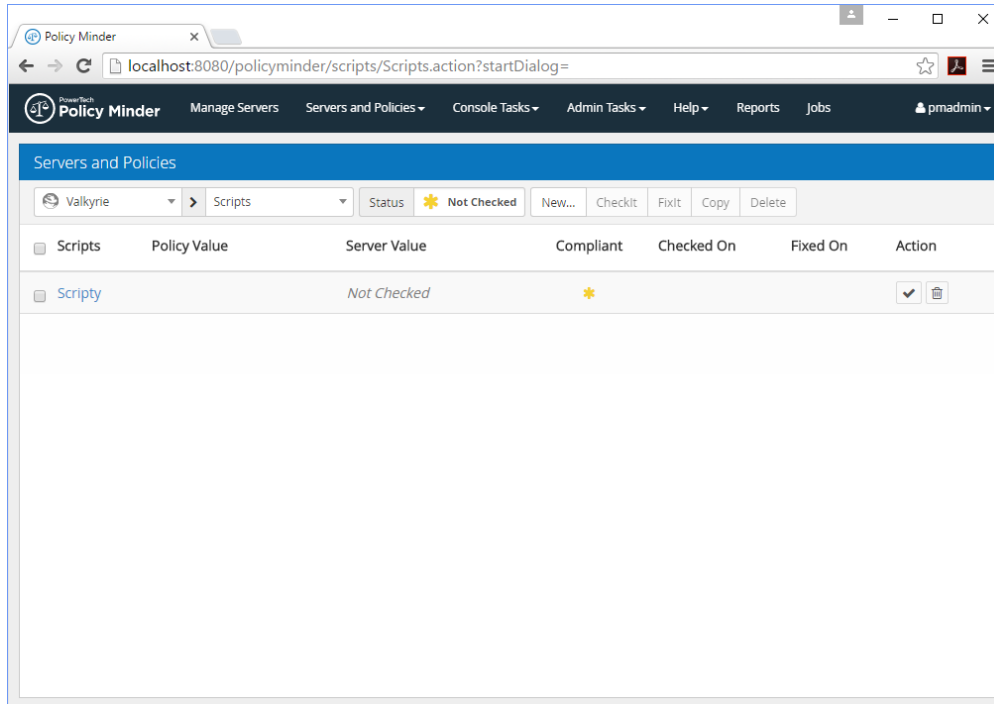 Policy Minder
localhost:8080/policyminder/scripts/Scripts.action?startDialog=
PowerTech
Policy Minder Manage Servers Servers and Policies Console Tasks Admin Tasks Help Reports Jobs pmadmin
Servers and Policies
Valkyrie Scripts Status Not Checked New... CheckIt FixIt Copy Delete
Scripts Policy Value Server Value Compliant Checked On Fixed On Action
Scripty Not Checked